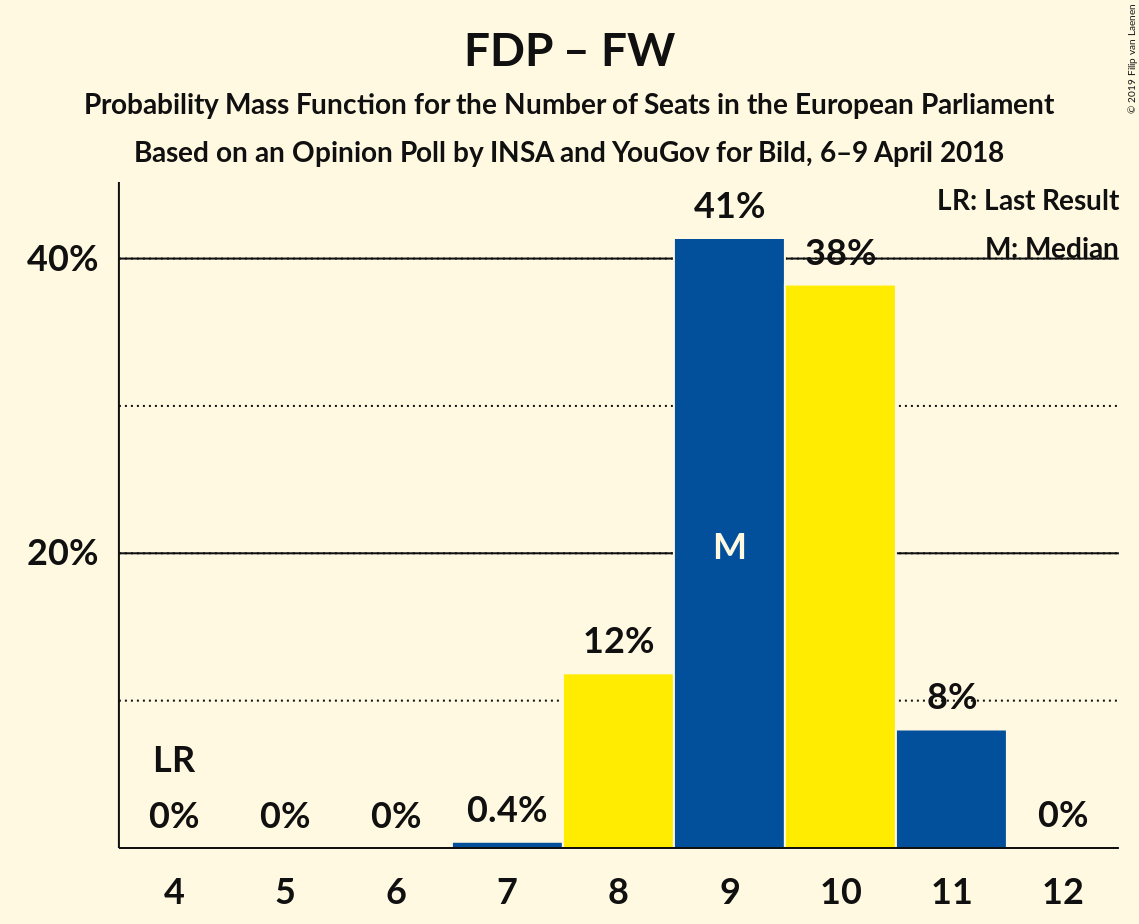 FDP – FW
Probability Mass Function for the Number of Seats in the European Parliament
Based on an Opinion Poll by INSA and YouGov for Bild, 6–9 April 2018
© 2019 Filip van Laenen
LR: Last Result
M: Median
41%
38%
40%
M
20%
12%
8%
LR
0% 0% 0% 0.4% 0%
4 5 6 7 8 9 10 11 12